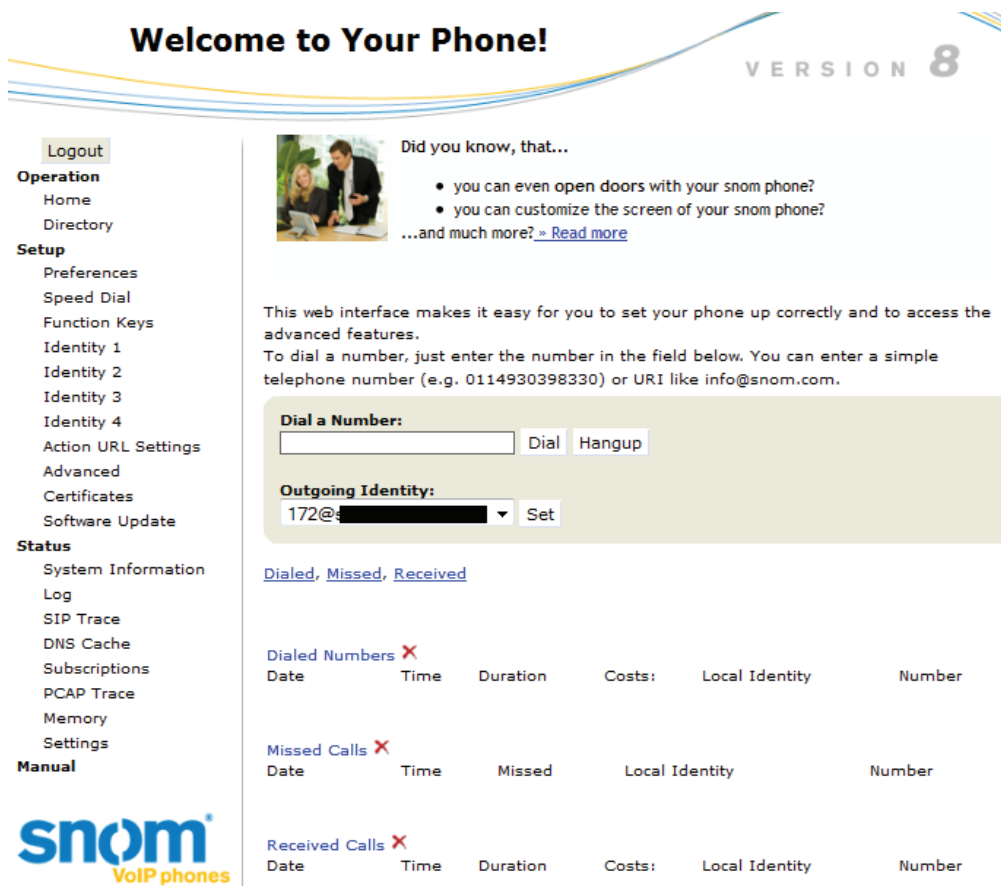 Welcome to Your Phone!
VERSION 8
Logout
Operation
Home
Directory
Setup
Preferences
Speed Dial
Function Keys
Identity 1
Identity 2
Identity 3
Identity 4
Action URL Settings
Advanced
Certificates
Software Update
Status
System Information
Log
SIP Trace
DNS Cache
Subscriptions
PCAP Trace
Memory
Settings
Manual
snom
VoIP phones
Did you know, that...
• you can even open doors with your snom phone?
• you can customize the screen of your snom phone?
...and much more? » Read more
This web interface makes it easy for you to set your phone up correctly and to access the
advanced features.
To dial a number, just enter the number in the field below. You can enter a simple
telephone number (e.g. 0114930398330) or URI like info@snom.com.
Dial a Number:
Dial Hangup
Outgoing Identity:
172@s Set
Dialed, Missed, Received
Dialed Numbers
Date Time Duration Costs: Local Identity Number
Missed Calls
Date Time Missed Local Identity Number
Received Calls
Date Time Duration Costs: Local Identity Number